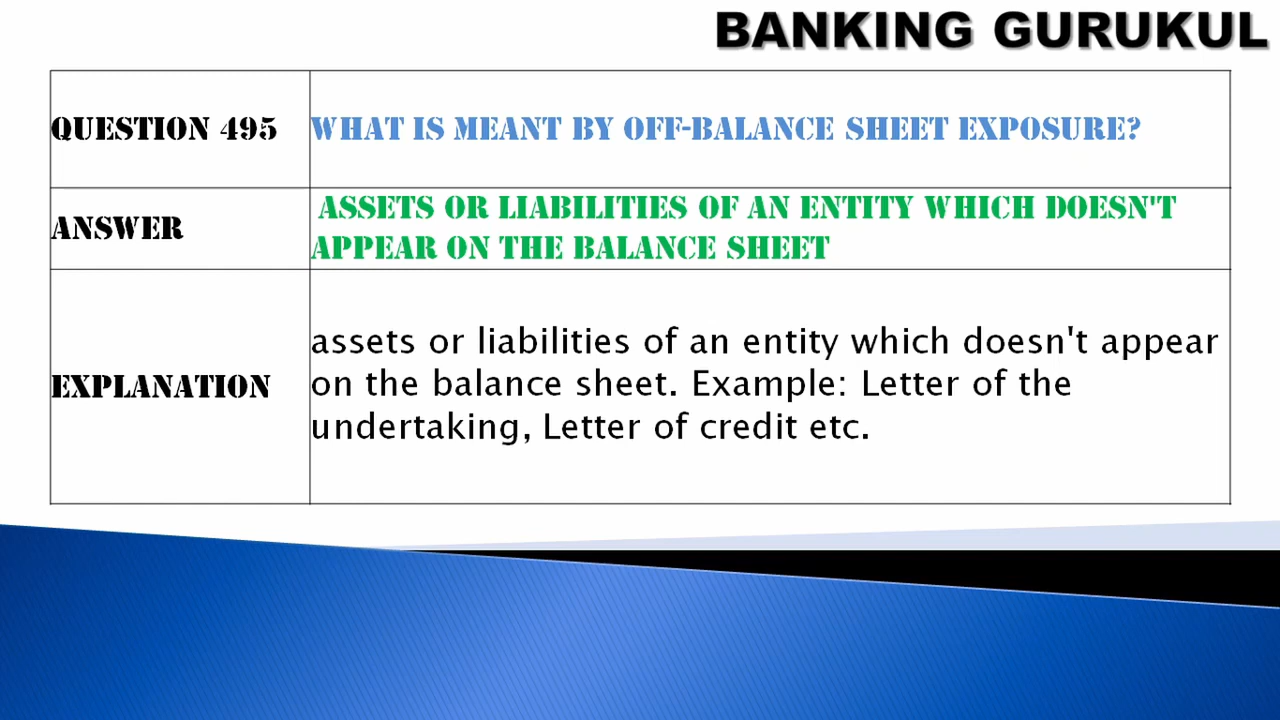 BANKING GURUKUL
QUESTION 495
WHAT IS MEANT BY OFF-BALANCE SHEET EXPOSURE?
ANSWER
ASSETS OR LIABILITIES OF AN ENTITY WHICH DOESN'T
APPEAR ON THE BALANCE SHEET
EXPLANATION
assets or liabilities of an entity which doesn't appear
on the balance sheet. Example: Letter of the
undertaking, Letter of credit etc.